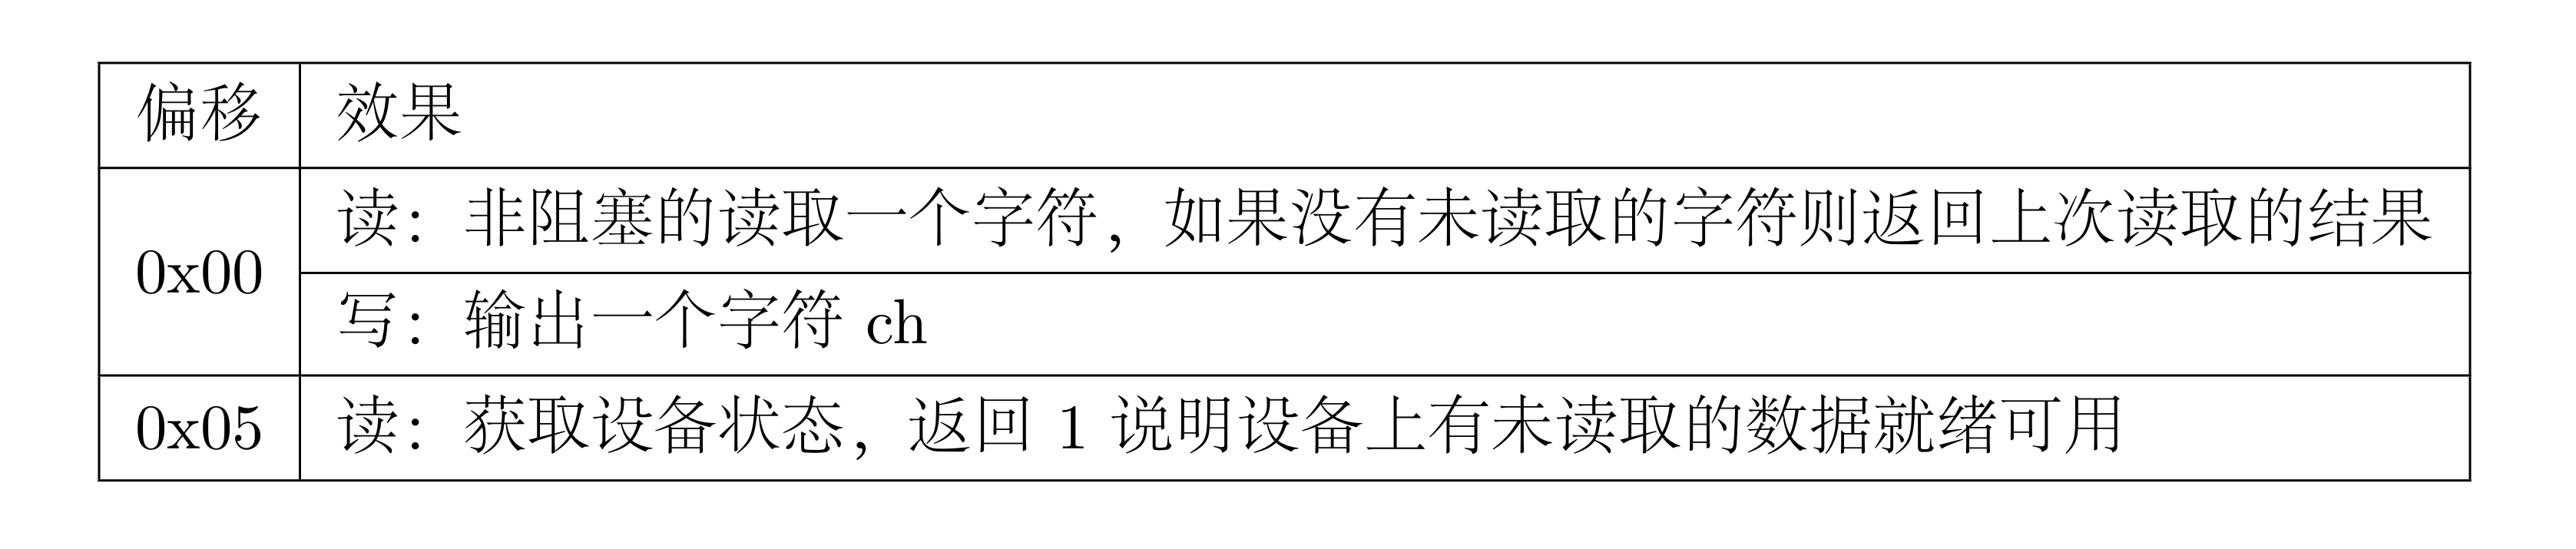 偏移 效果
读：非阻塞的读取一个字符，如果没有未读取的字符则返回上次读取的结果
0x00
写：输出一个字符 ch
0x05 读：获取设备状态，返回 1 说明设备上有未读取的数据就绪可用